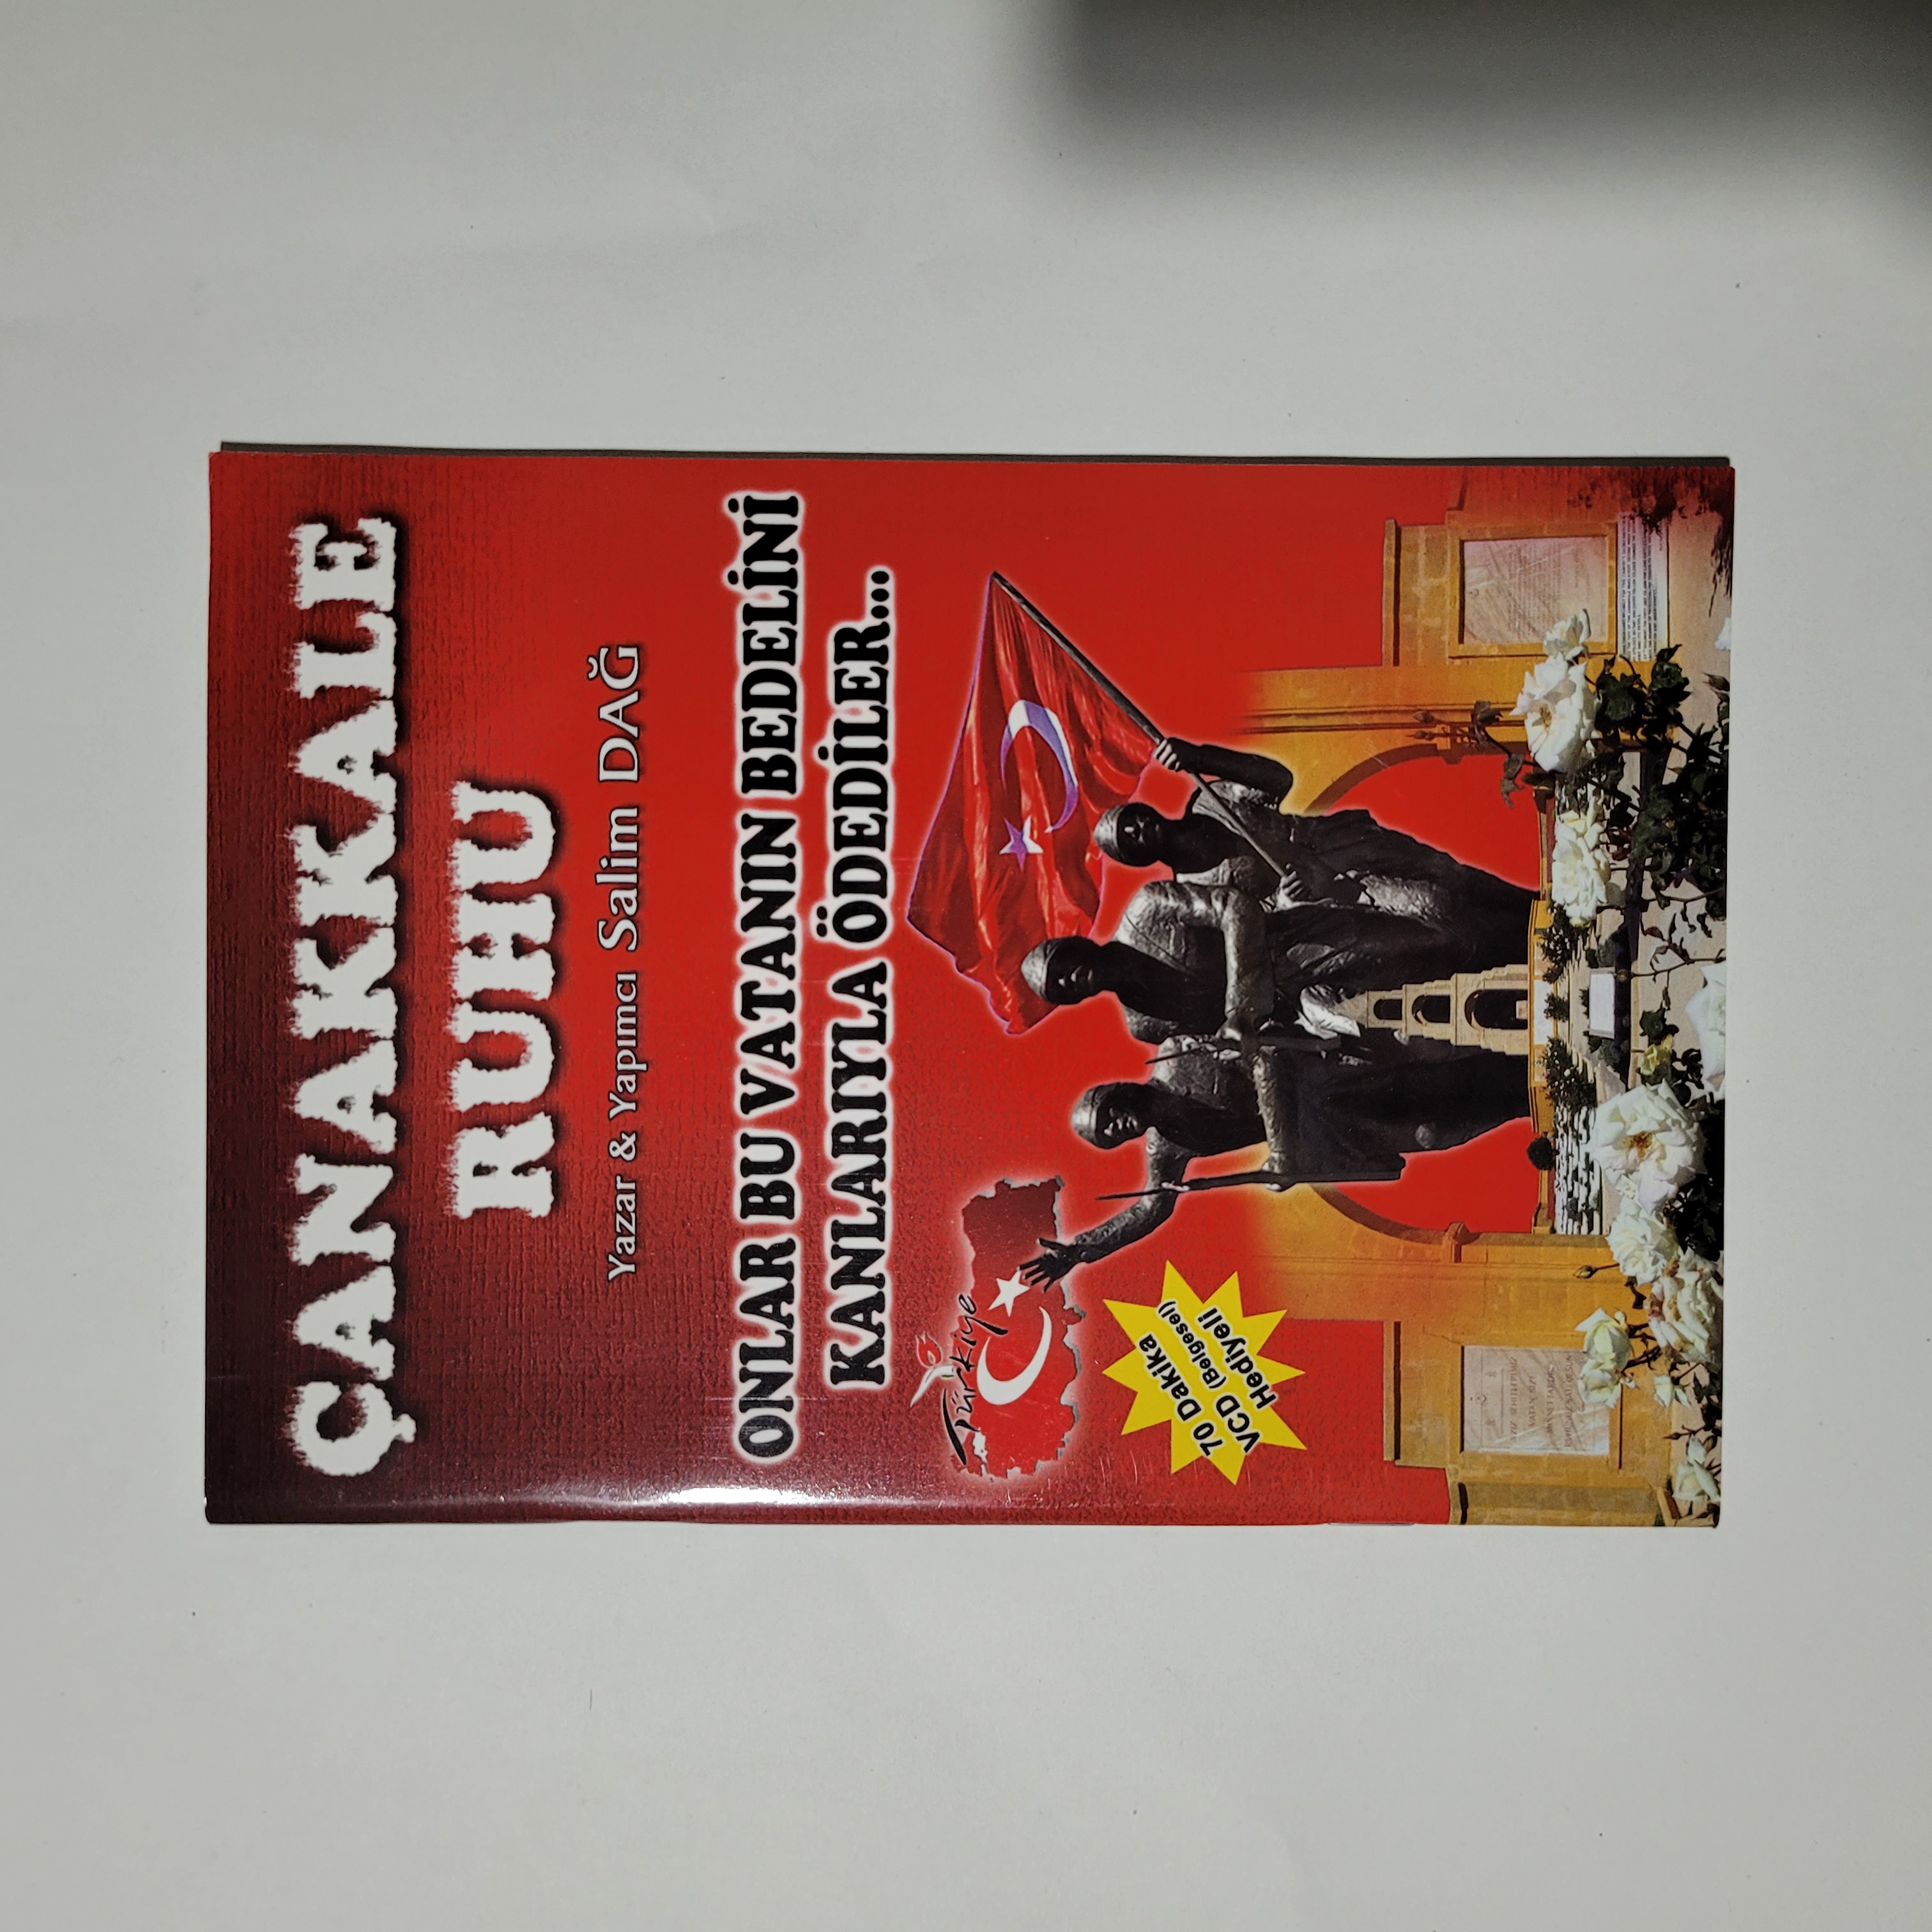 ÇANAKKALE
RUHU
Yazar & Yapımcı Salim DAĞ
ONLAR BU VATANIN BEDELİNİ
KANLARIYLA ÖDEDİLER...
Türkiye
70 Dakika
VCD (Belgesel)
Hediyeli